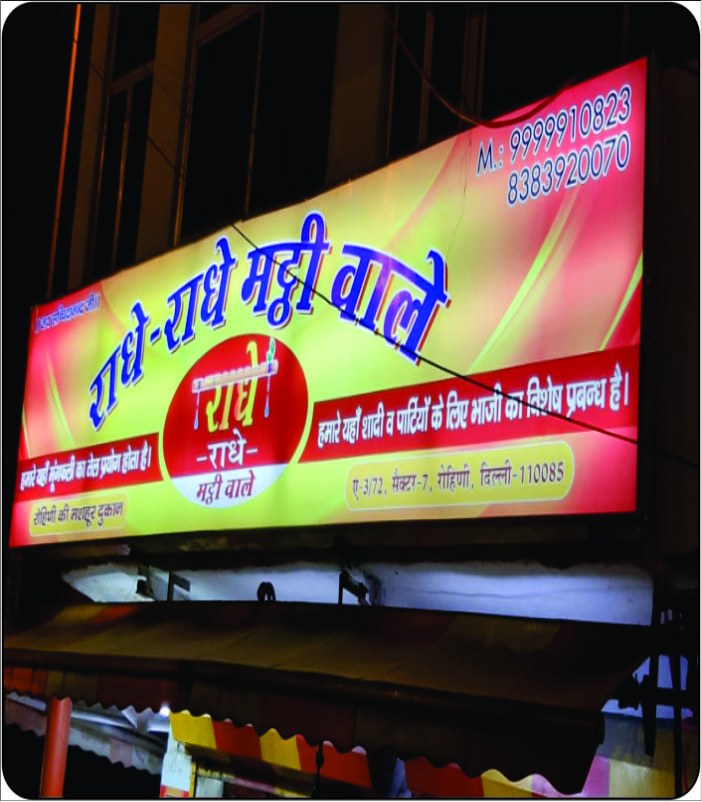 M.: 9999910823
8383920070
राधे-राधे मट्ठी वाले
राधे
-राधे-
मट्ठी वाले
हमारे यहाँ मूंगफली का तेल प्रयोग होता है।
रोहिणी की मशहूर दुकान
हमारे यहाँ शादी व पार्टियों के लिए भाजी का विशेष प्रबन्ध है।
ए-3/72, सैक्टर-7, रोहिणी, दिल्ली-110085